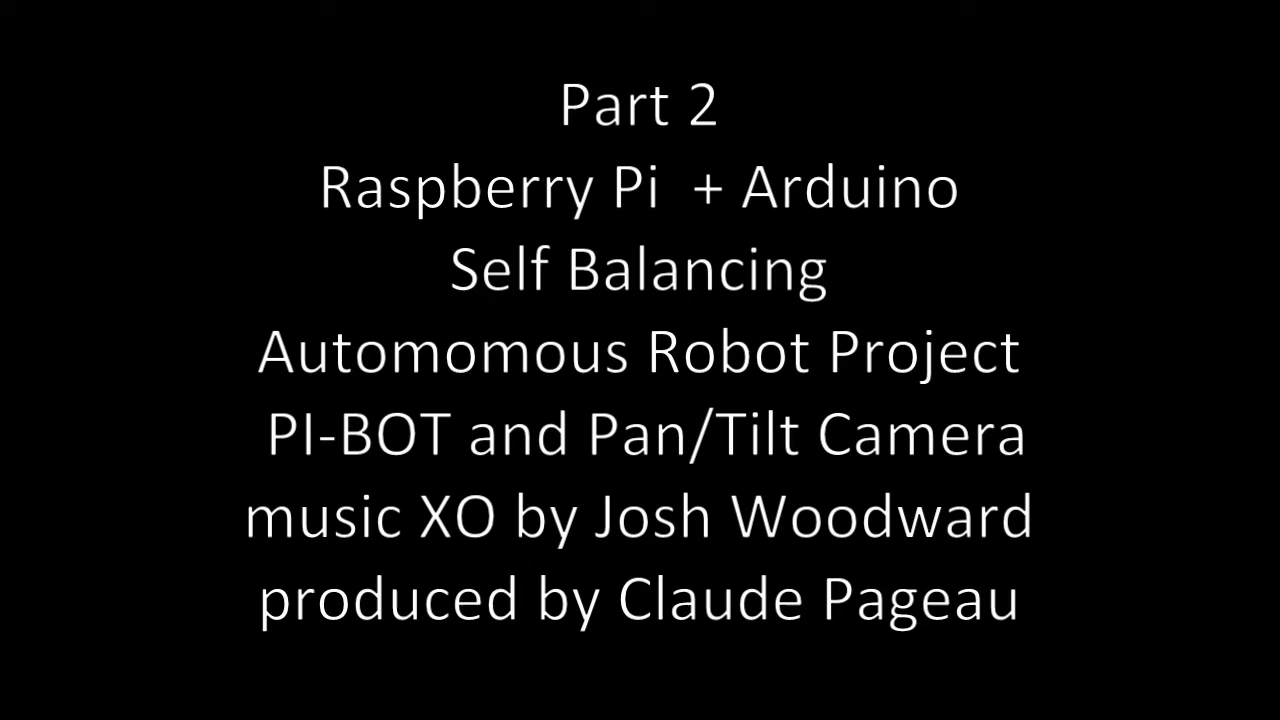 Part 2
Raspberry Pi + Arduino
Self Balancing
Automomous Robot Project
PI-BOT and Pan/Tilt Camera
music XO by Josh Woodward
produced by Claude Pageau